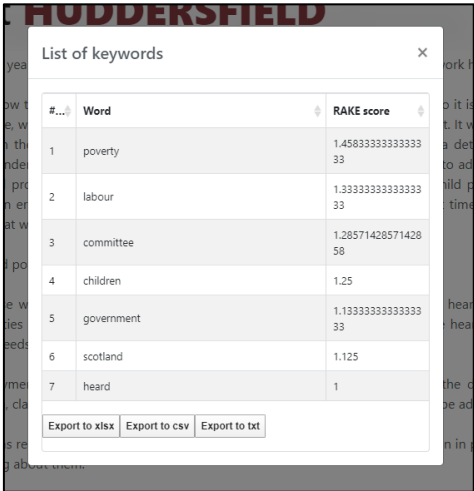 HUDDERSFIELD
List of keywords ×
#... Word RAKE score
1 poverty 1.45833333333333
33
2 labour 1.33333333333333
33
3 committee 1.28571428571428
58
4 children 1.25
5 government 1.13333333333333
33
6 scotland 1.125
7 heard 1
Export to xlsx Export to csv Export to txt
about them.